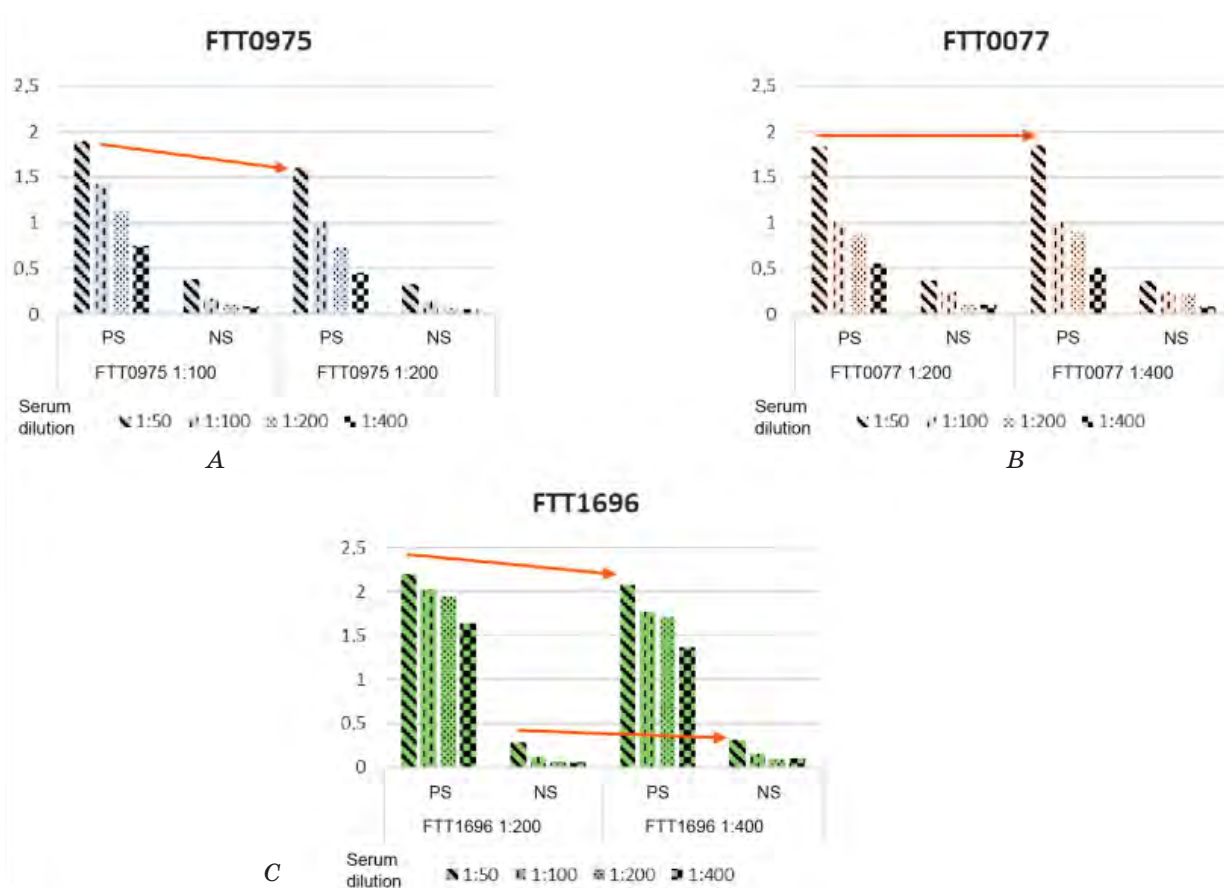 FTT0975
2,5
2
1,5
1
0,5
0
PS NS PS NS
FTT0975 1:100 FTT0975 1:200
Serum
dilution
1:50 1:100 1:200 1:400
A
FTT0077
2,5
2
1,5
1
0,5
0
PS NS PS NS
FTT0077 1:200 FTT0077 1:400
Serum
dilution
1:50 1:100 1:200 1:400
B
FTT1696
2.5
2
1.5
1
0.5
0
PS NS PS NS
FTT1696 1:200 FTT1696 1:400
Serum
dilution
1:50 1:100 1:200 1:400
C